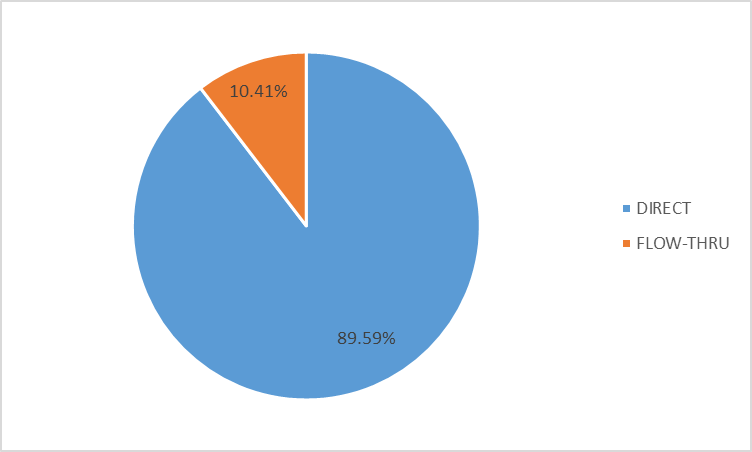 10.41%
DIRECT
FLOW-THRU
89.59%